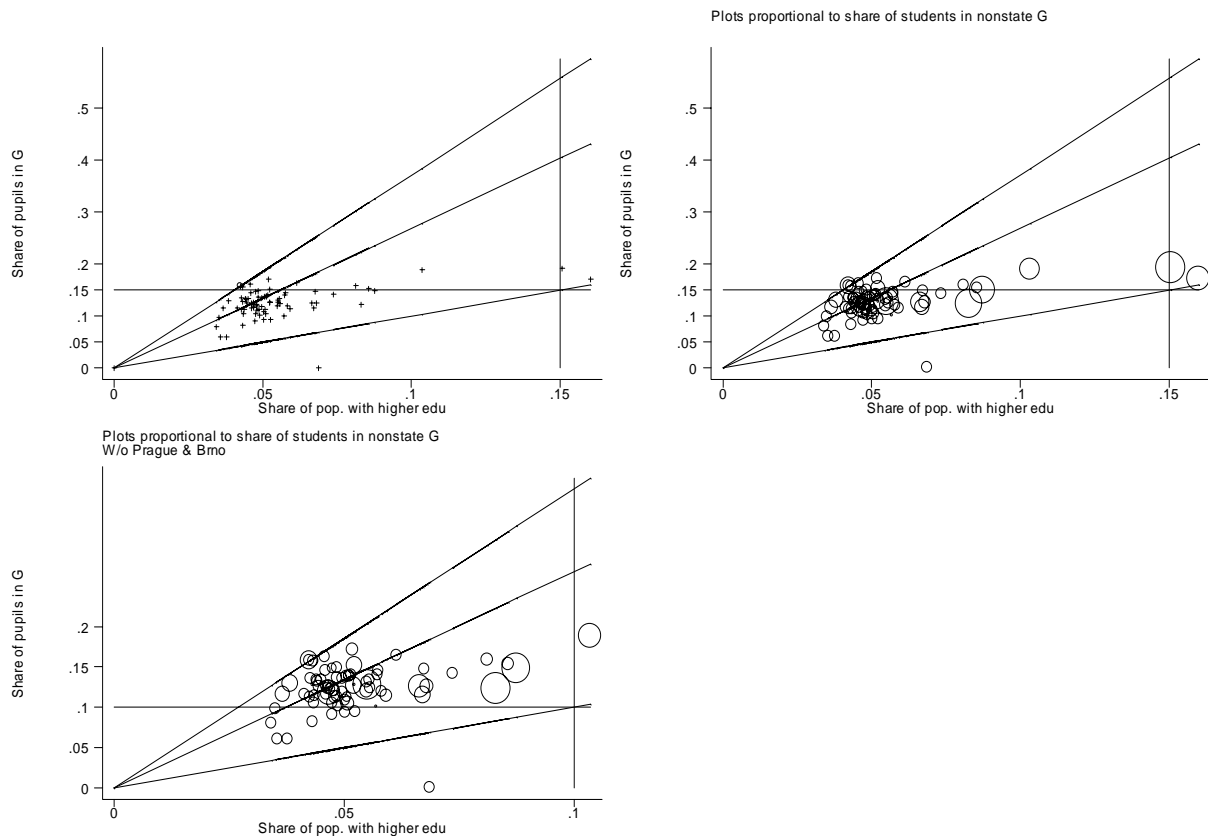 Share of pupils in G
.5
.4
.3
.2
.15
.1
.05
0
0 .05 .1 .15
Share of pop. with higher edu
Plots proportional to share of students in nonstate G
Share of pupils in G
.5
.4
.3
.2
.15
.1
.05
0
0 .05 .1 .15
Share of pop. with higher edu
Plots proportional to share of students in nonstate G
W/o Prague & Brno
Share of pupils in G
.2
.15
.1
.05
0
0 .05 .1
Share of pop. with higher edu